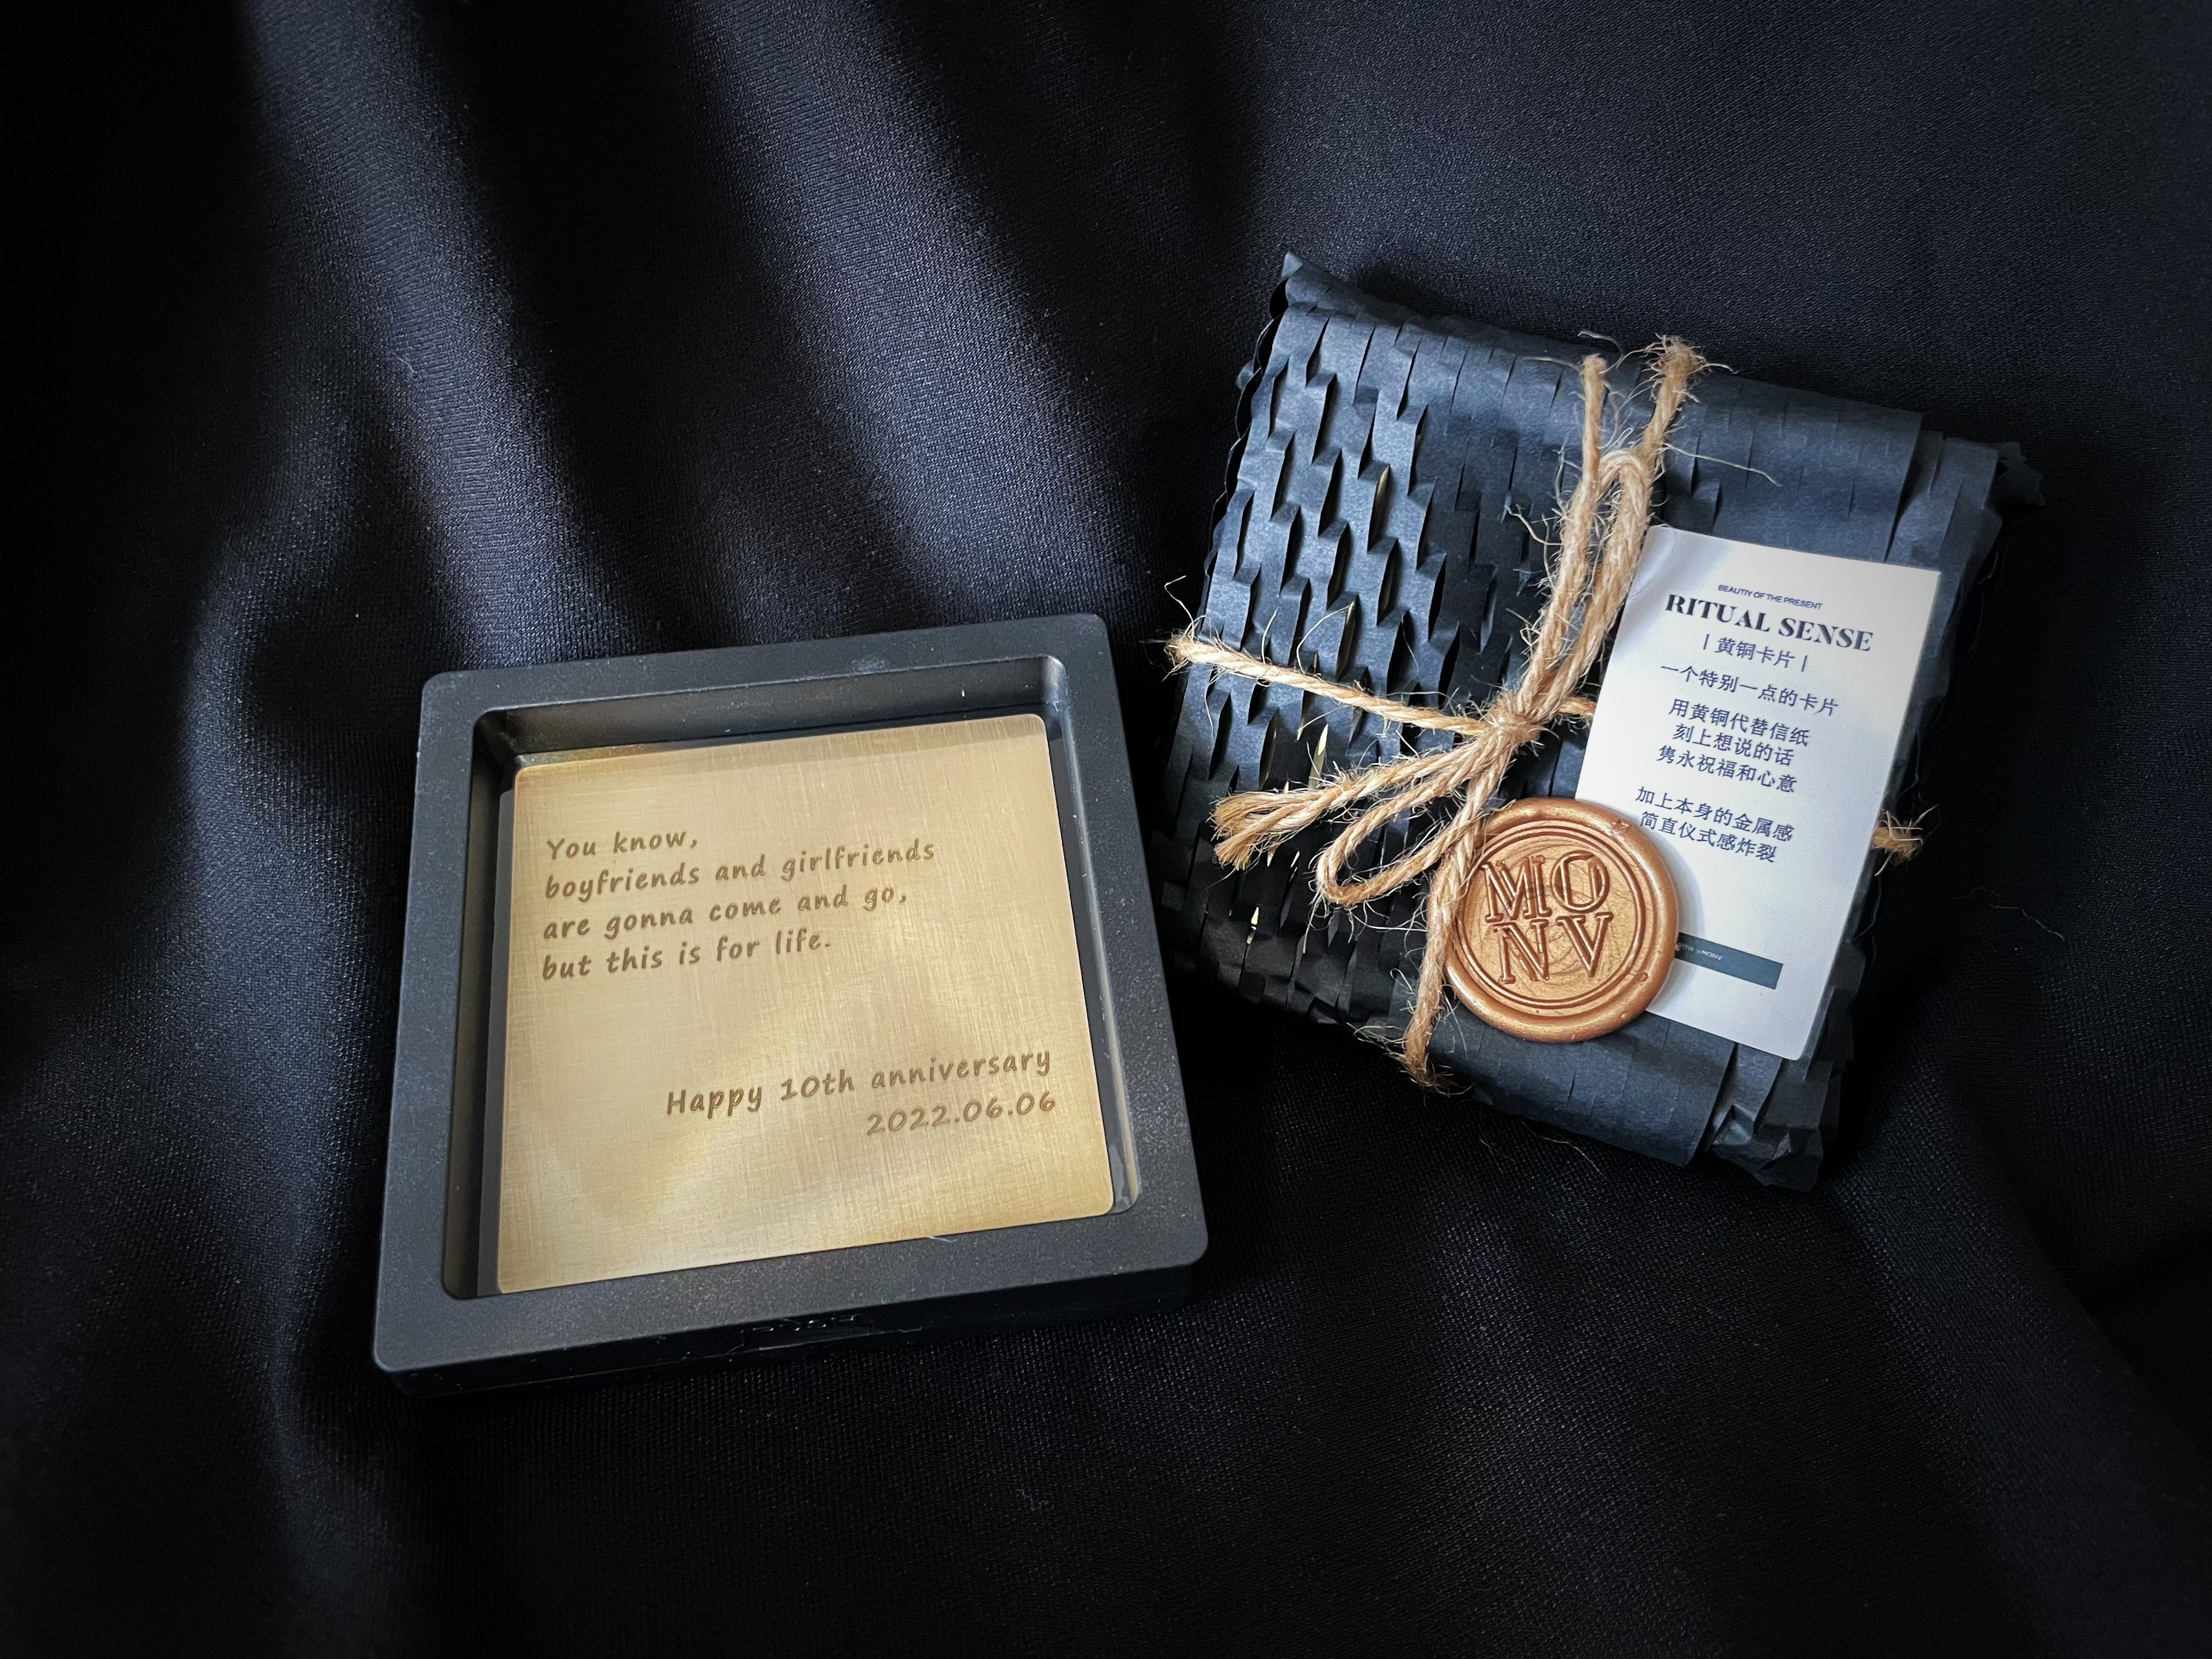 You know,
boyfriends and girlfriends
are gonna come and go,
but this is for life.
Happy 10th anniversary
2022.06.06
BEAUTIY OF THE PRESENT
RITUAL SENSE
| 黄铜卡片 |
一个特别一点的卡片
用黄铜代替信纸
刻上想说的话
隽永祝福和心意
加上本身的金属感
简直仪式感炸裂
MO
NV